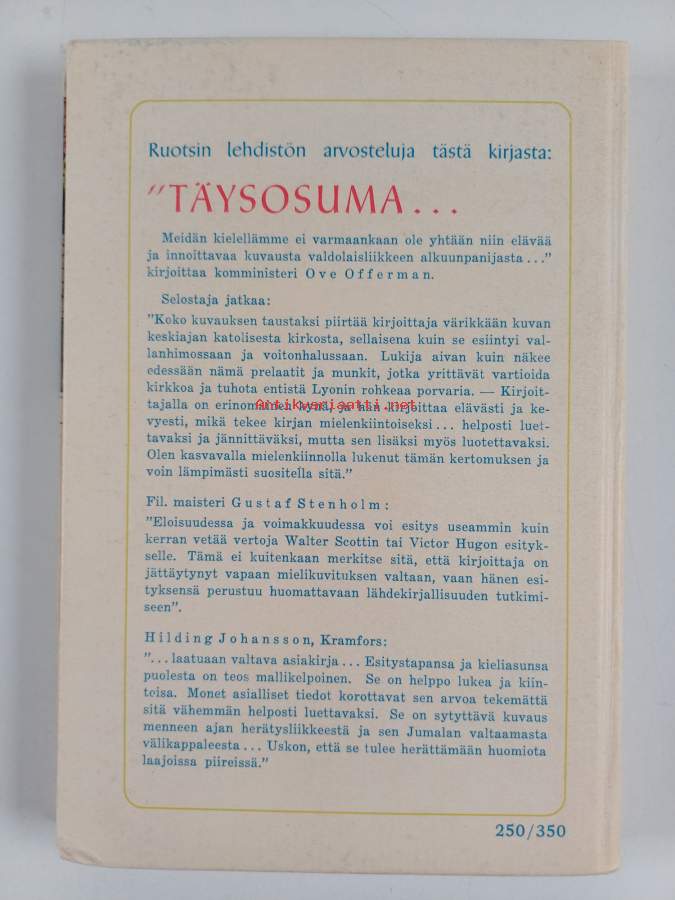 Ruotsin lehdistön arvosteluja tästä kirjasta:
"TÄYSOSUMA...
Meidän kielellämme ei varmaankaan ole yhtään niin elävää
ja innoittavaa kuvausta valdolaisliikkeen alkuunpanijasta..."
kirjoittaa komministeri Ove Offerman.
Selostaja jatkaa:
"Koko kuvauksen taustaksi piirtää kirjoittaja värikkään kuvan
keskiajan katolisesta kirkosta, sellaisena kuin se esiintyi val-
lanhimossaan ja voitonhalussaan. Lukija aivan kuin näkee
edessään nämä prelaatit ja munkit, jotka yrittävät vartioida
kirkkoa ja tuhota entistä Lyonin rohkeaa porvaria. — Kirjoit-
tajalla on erinomainen kynä, ja hän kirjoittaa elävästi ja ke-
Antikvariaatti.net
vyesti, mikä tekee kirjan mielenkiintoiseksi... helposti luet-
tavaksi ja jännittäväksi, mutta sen lisäksi myös luotettavaksi.
Olen kasvavalla mielenkiinnolla lukenut tämän kertomuksen ja
voin lämpimästi suositella sitä."
Fil. maisteri Gustaf Stenholm:
"Eloisuudessa ja voimakkuudessa voi esitys useammin kuin
kerran vetää vertoja Walter Scottin tai Victor Hugon esityk-
selle. Tämä ei kuitenkaan merkitse sitä, että kirjoittaja on
jättäytynyt vapaan mielikuvituksen valtaan, vaan hänen esi-
tyksensä perustuu huomattavaan lähdekirjallisuuden tutkimi-
seen".
Hilding Johansson, Kramfors:
"...laatuaan valtava asiakirja... Esitystapansa ja kieliasunsa
puolesta on teos mallikelpoinen. Se on helppo lukea ja kiin-
toisa. Monet asialliset tiedot korottavat sen arvoa tekemättä
sitä vähemmän helposti luettavaksi. Se on sytyttävä kuvaus
menneen ajan herätysliikkeestä ja sen Jumalan valtaamasta
välikappaleesta... Uskon, että se tulee herättämään huomiota
laajoissa piireissä."
250/350